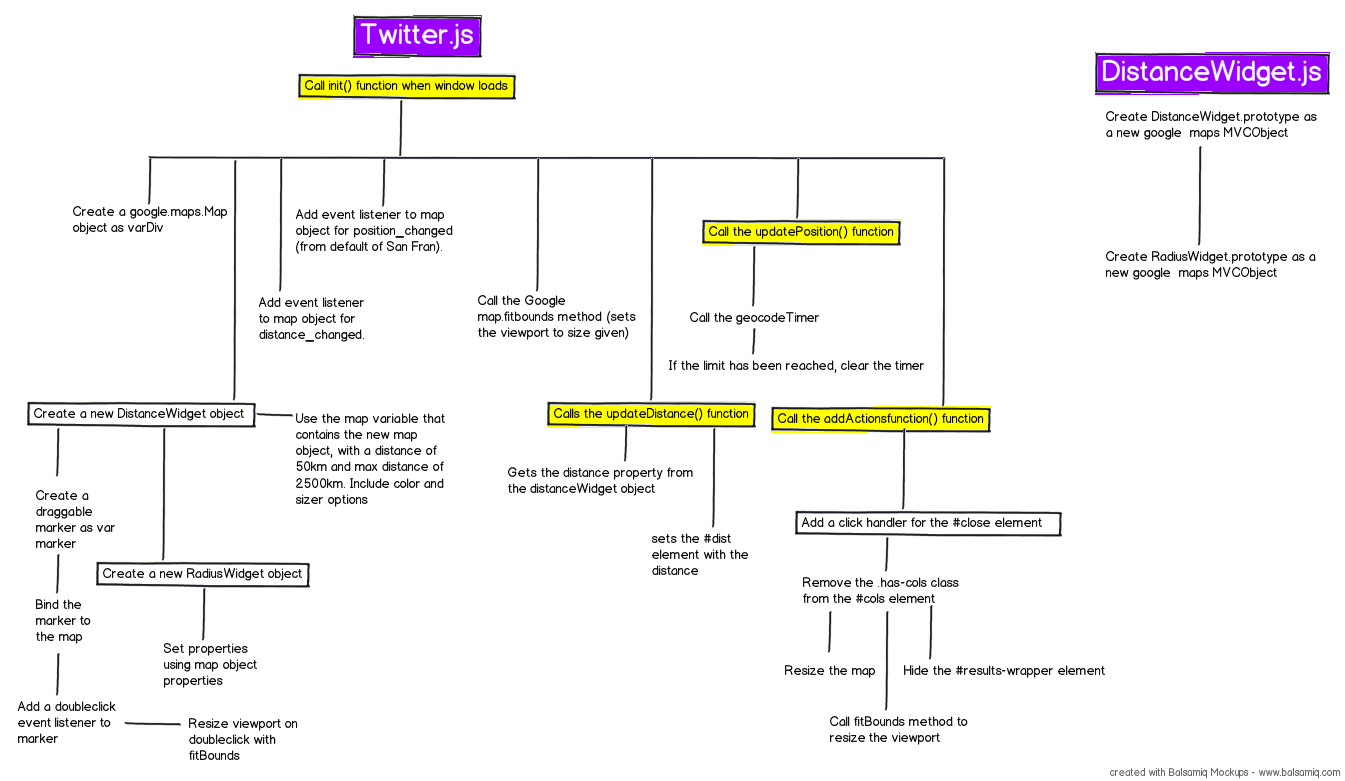 Twitter.js
DistanceWidget.js
Call init() function when window loads
Create DistanceWidget.prototype as
a new google maps MVCObject
Create a google.maps.Map
object as varDiv
Add event listener to map
object for position_changed
(from default of San Fran).
Call the updatePosition() function
Create RadiusWidget.prototype as a
new google maps MVCObject
Add event listener
to map object for
distance_changed.
Call the Google
map.fitbounds method (sets
the viewport to size given)
Call the geocodeTimer
If the limit has been reached, clear the timer
Create a new DistanceWidget object
Use the map variable that
contains the new map
object, with a distance of
50km and max distance of
2500km. Include color and
sizer options
Calls the updateDistance() function
Call the addActionsfunction() function
Gets the distance property from
the distanceWidget object
Create a
draggable
marker as var
marker
sets the #dist
element with the
distance
Add a click handler for the #close element
Create a new RadiusWidget object
Remove the .has-cols class
from the #cols element
Bind the
marker to
the map
Set properties
using map object
properties
Resize the map
Hide the #results-wrapper element
Add a doubleclick
event listener to
marker
Resize viewport on
doubleclick with
fitBounds
Call fitBounds method to
resize the viewport
created with Balsamiq Mockups - www.balsamiq.com